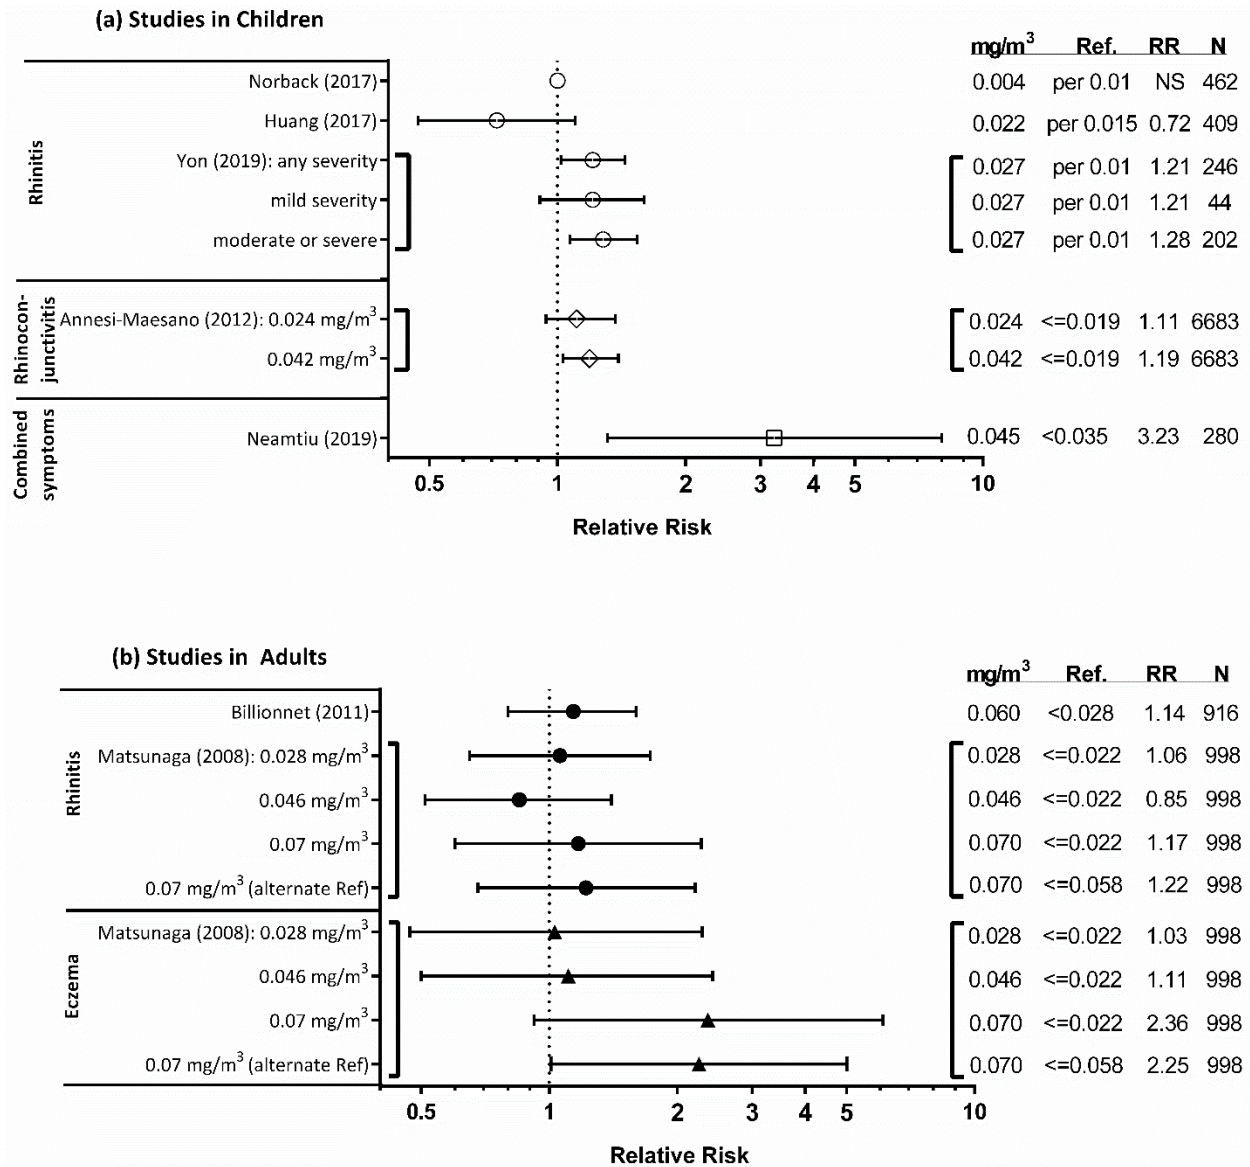 (a) Studies in Children
mg/m³ Ref. RR N
Rhinitis
Norback (2017) 0.004 per 0.01 NS 462
Huang (2017) 0.022 per 0.015 0.72 409
Yon (2019): any severity 0.027 per 0.01 1.21 246
mild severity 0.027 per 0.01 1.21 44
moderate or severe 0.027 per 0.01 1.28 202
Rhinocon-
junctivitis
Annesi-Maesano (2012): 0.024 mg/m³ 0.024 <=0.019 1.11 6683
0.042 mg/m³ 0.042 <=0.019 1.19 6683
Combined
symptoms
Neamtiu (2019) 0.045 <0.035 3.23 280
0.5 1 2 3 4 5 10
Relative Risk
(b) Studies in Adults
mg/m³ Ref. RR N
Rhinitis
Billionnet (2011) 0.060 <0.028 1.14 916
Matsunaga (2008): 0.028 mg/m³ 0.028 <=0.022 1.06 998
0.046 mg/m³ 0.046 <=0.022 0.85 998
0.07 mg/m³ 0.070 <=0.022 1.17 998
0.07 mg/m³ (alternate Ref) 0.070 <=0.058 1.22 998
Eczema
Matsunaga (2008): 0.028 mg/m³ 0.028 <=0.022 1.03 998
0.046 mg/m³ 0.046 <=0.022 1.11 998
0.07 mg/m³ 0.070 <=0.022 2.36 998
0.07 mg/m³ (alternate Ref) 0.070 <=0.058 2.25 998
0.5 1 2 3 4 5 10
Relative Risk